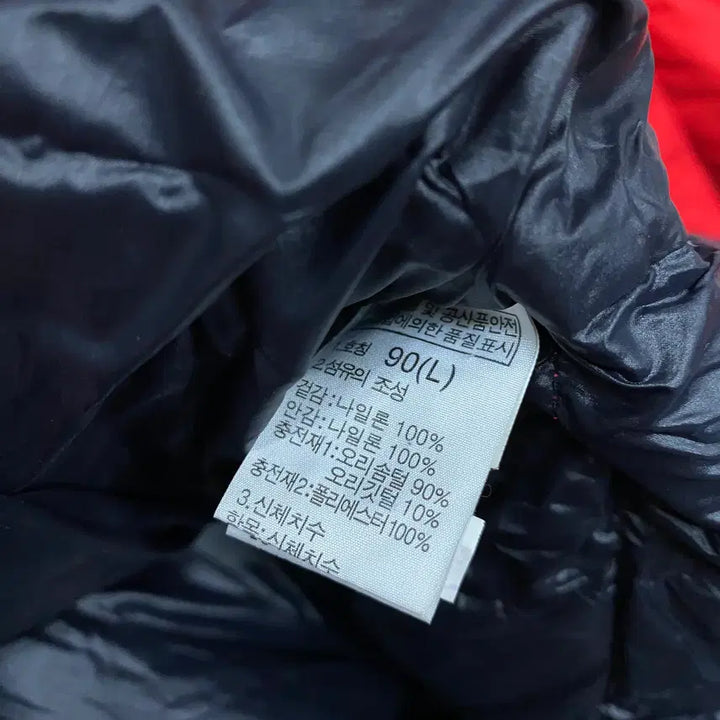 및 공산품안전
에의한 품질표시
1.호칭 90(L)
2.섬유의 조성
겉감:나일론 100%
안감:나일론 100%
충전재1:오리솜털 90%
오리깃털 10%
충전재2:폴리에스터100%
3.신체치수
항목:신체치수